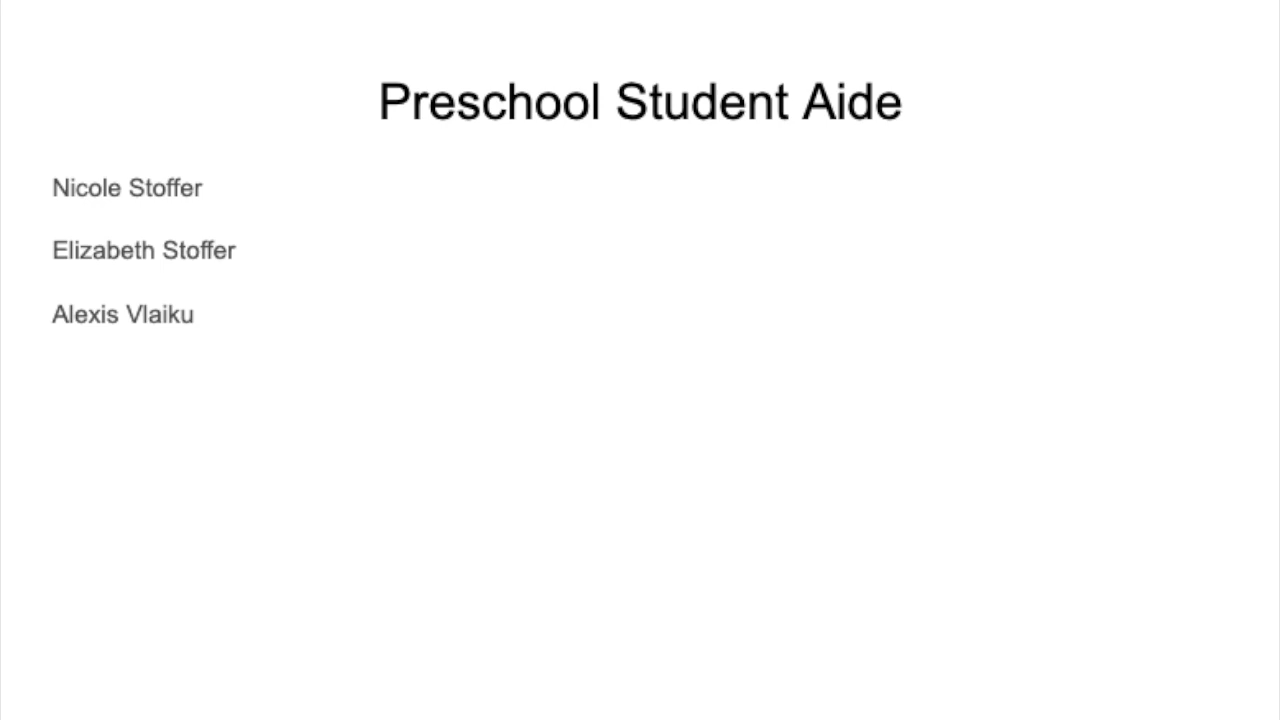 Preschool Student Aide
Nicole Stoffer
Elizabeth Stoffer
Alexis Vlaiku